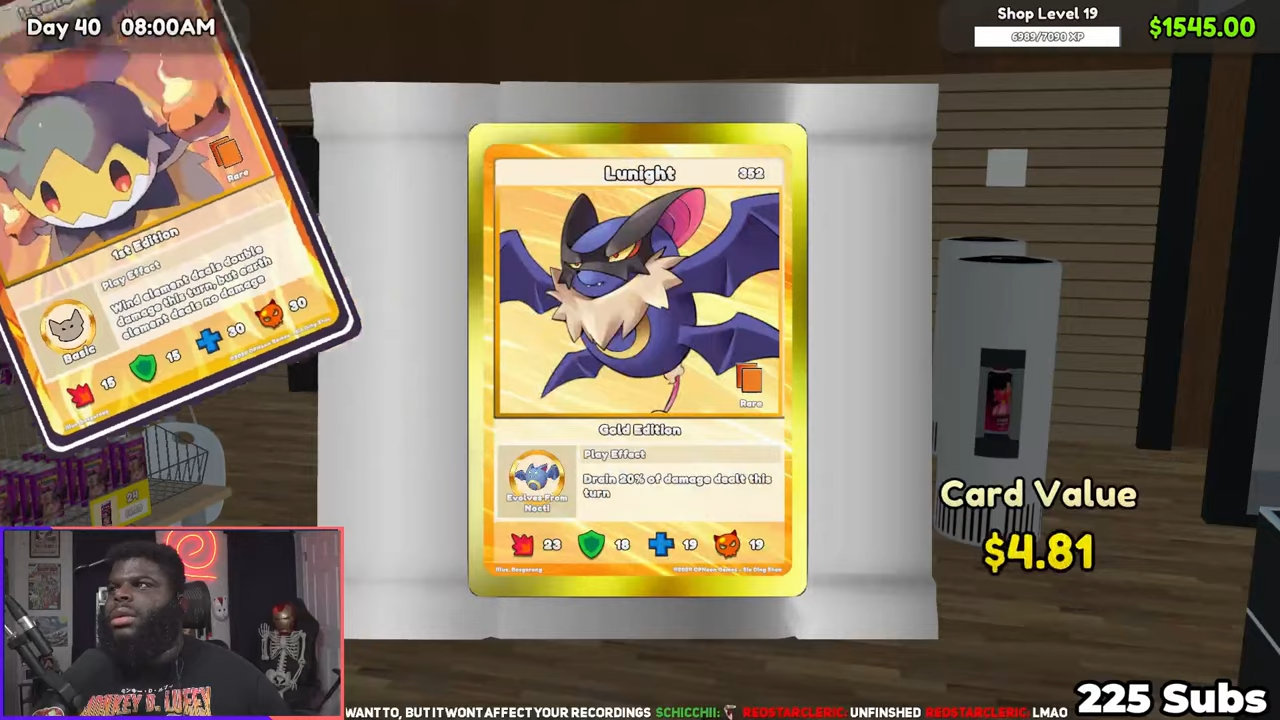 Day 40 08:00AM
Shop Level 19
6989/7090 XP
$1545.00
Rare
1st Edition
Play Effect
Wind element deals double
damage this turn, but earth
element deals no damage
Basic
15
15
30
30
Lunight
352
Rare
Gold Edition
Play Effect
Drain 20% of damage dealt this
turn
Evolves From
Nocti
23
18
19
19
24
Card Value
$4.81
MONKEY D. LUFFY
WANT TO, BUT IT WONT AFFECT YOUR RECORDINGS SCHICCHII: REDSTARCLERIC: UNFINSHED REDSTARCLERIC: LMAO
225 Subs